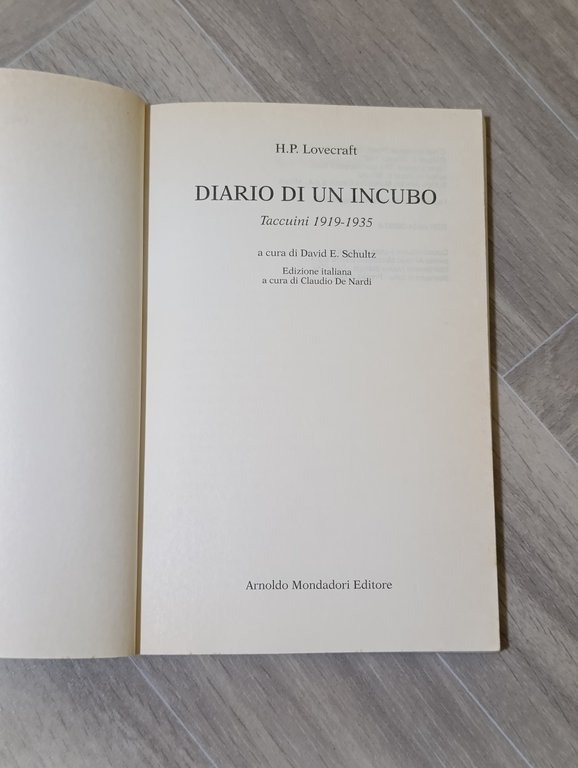 H.P. Lovecraft
DIARIO DI UN INCUBO
Taccuini 1919-1935
a cura di David E. Schultz
Edizione italiana
a cura di Claudio De Nardi
Arnoldo Mondadori Editore